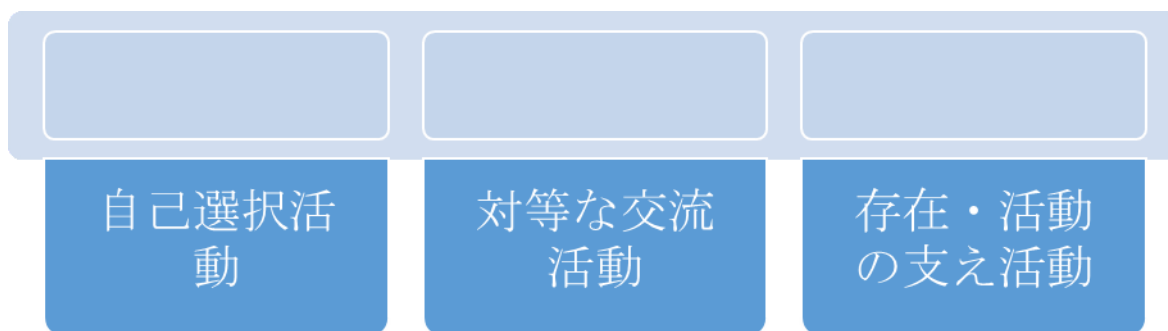 自己選択活
動
対等な交流
活動
存在・活動
の支え活動